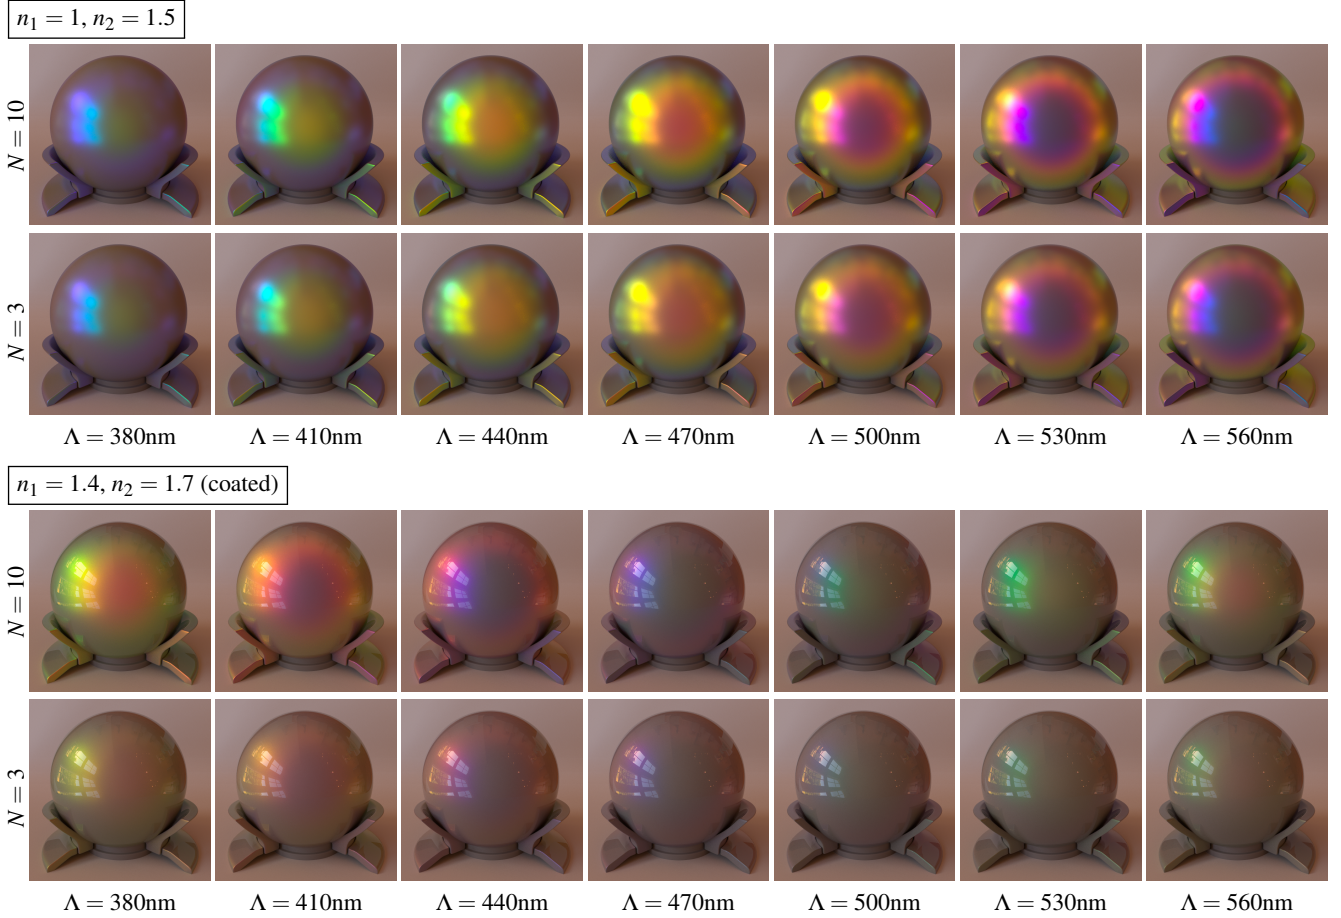 n₁ = 1, n₂ = 1.5
N = 10
N = 3
Λ = 380nm Λ = 410nm Λ = 440nm Λ = 470nm Λ = 500nm Λ = 530nm Λ = 560nm
n₁ = 1.4, n₂ = 1.7 (coated)
N = 10
N = 3
Λ = 380nm Λ = 410nm Λ = 440nm Λ = 470nm Λ = 500nm Λ = 530nm Λ = 560nm